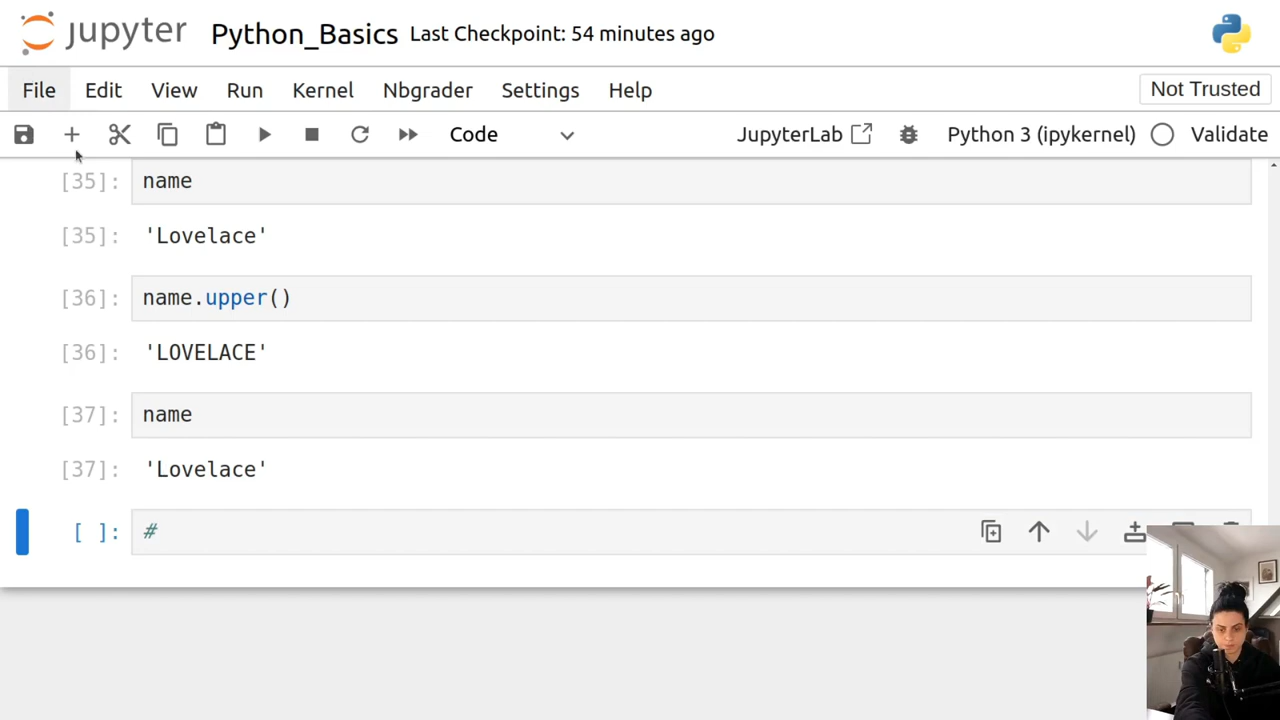 jupyter Python_Basics Last Checkpoint: 54 minutes ago
File Edit View Run Kernel Nbgrader Settings Help Not Trusted
Code JupyterLab Python 3 (ipykernel) Validate
[35]: name
[35]: 'Lovelace'
[36]: name.upper()
[36]: 'LOVELACE'
[37]: name
[37]: 'Lovelace'
[ ]: #